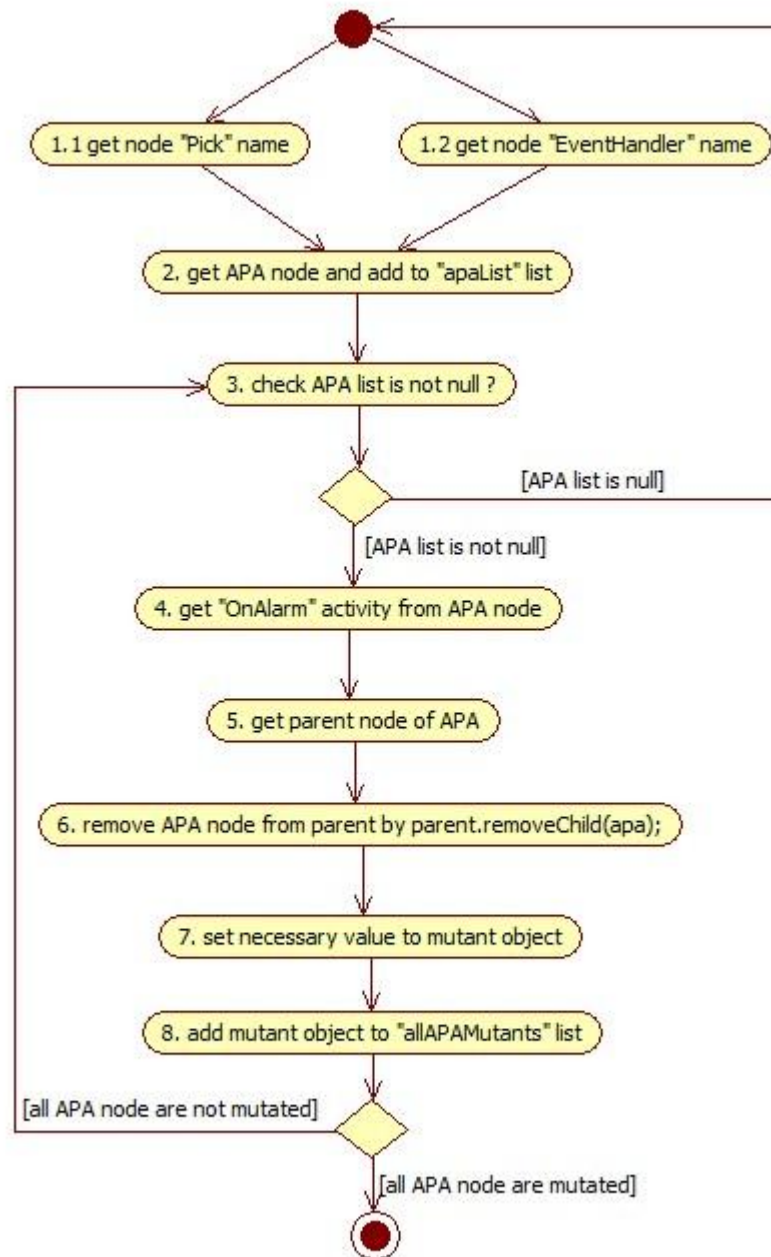 1.1 get node "Pick" name
1.2 get node "EventHandler" name
2. get APA node and add to "apaList" list
3. check APA list is not null ?
[APA list is null]
[APA list is not null]
4. get "OnAlarm" activity from APA node
5. get parent node of APA
6. remove APA node from parent by parent.removeChild(apa);
7. set necessary value to mutant object
8. add mutant object to "allAPAMutants" list
[all APA node are not mutated]
[all APA node are mutated]